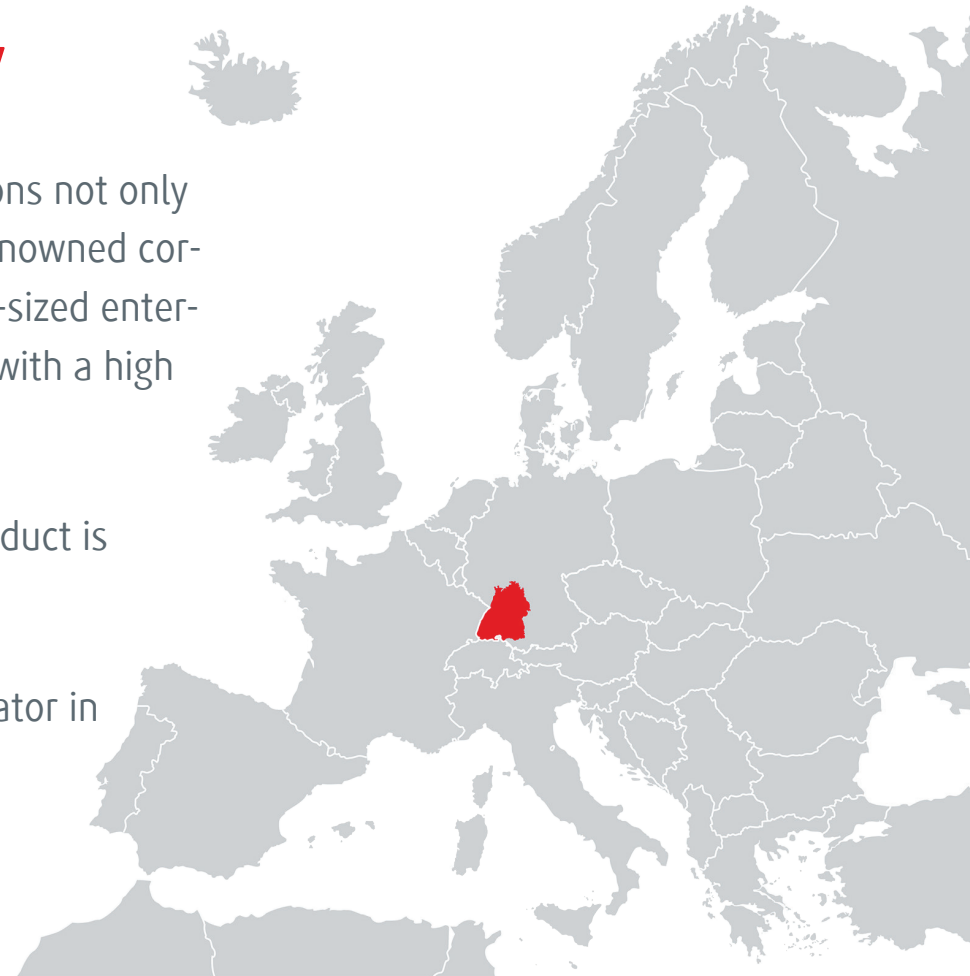 ons not only
nowned cor-
-sized enter-
with a high
duct is
ator in